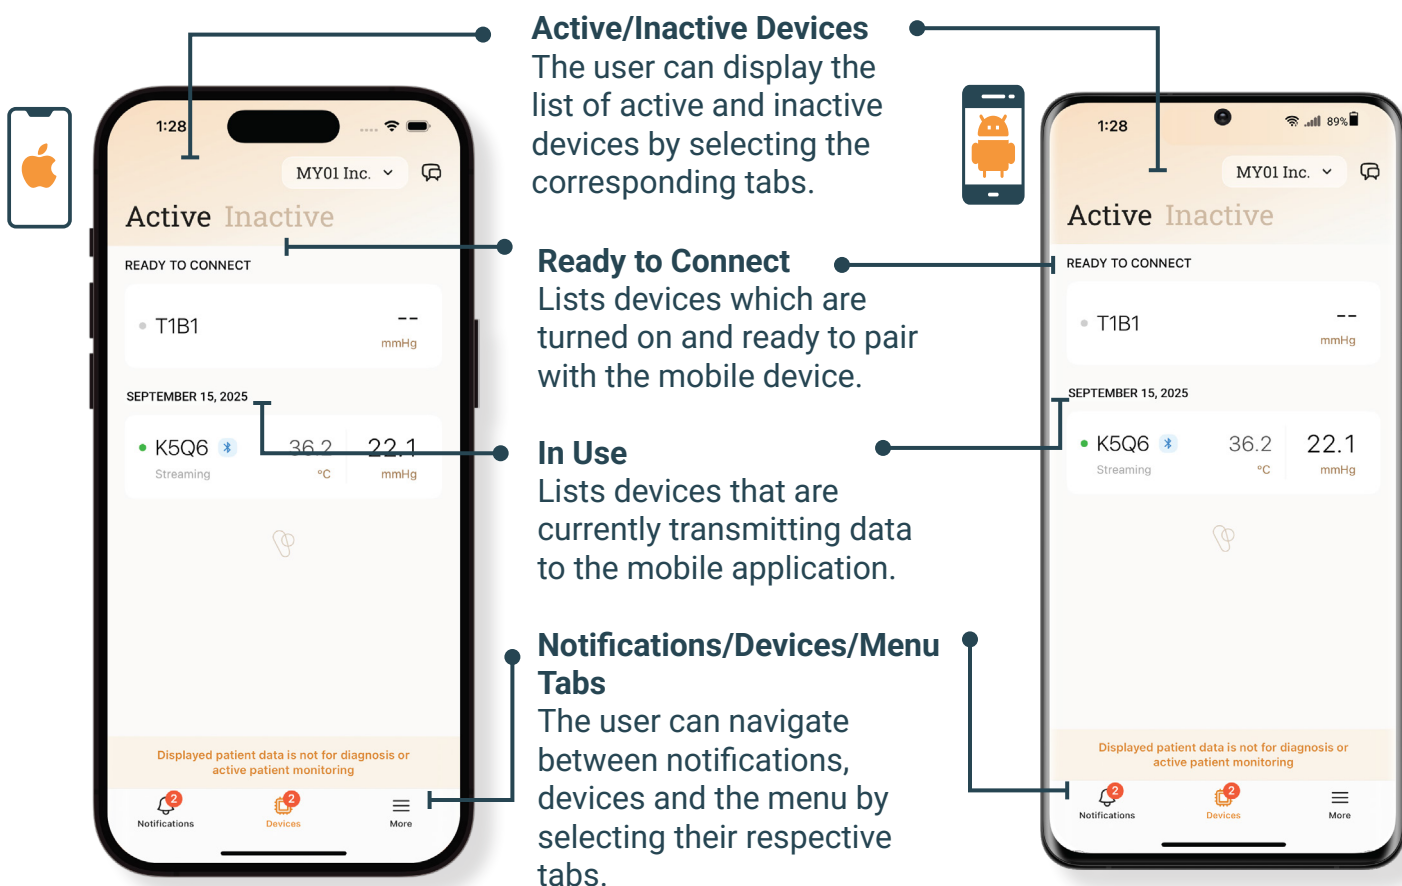 1:28
MY01 Inc.
Active Inactive
READY TO CONNECT
T1B1
--
mmHg
SEPTEMBER 15, 2025
K5Q6
36.2
22.1
Streaming
°C
mmHg
Displayed patient data is not for diagnosis or
active patient monitoring
2
2
Notifications
Devices
More
Active/Inactive Devices
The user can display the
list of active and inactive
devices by selecting the
corresponding tabs.
Ready to Connect
Lists devices which are
turned on and ready to pair
with the mobile device.
In Use
Lists devices that are
currently transmitting data
to the mobile application.
Notifications/Devices/Menu
Tabs
The user can navigate
between notifications,
devices and the menu by
selecting their respective
tabs.
1:28
89%
MY01 Inc.
Active Inactive
READY TO CONNECT
T1B1
--
mmHg
SEPTEMBER 15, 2025
K5Q6
36.2
22.1
Streaming
°C
mmHg
Displayed patient data is not for diagnosis or
active patient monitoring
2
2
Notifications
Devices
More